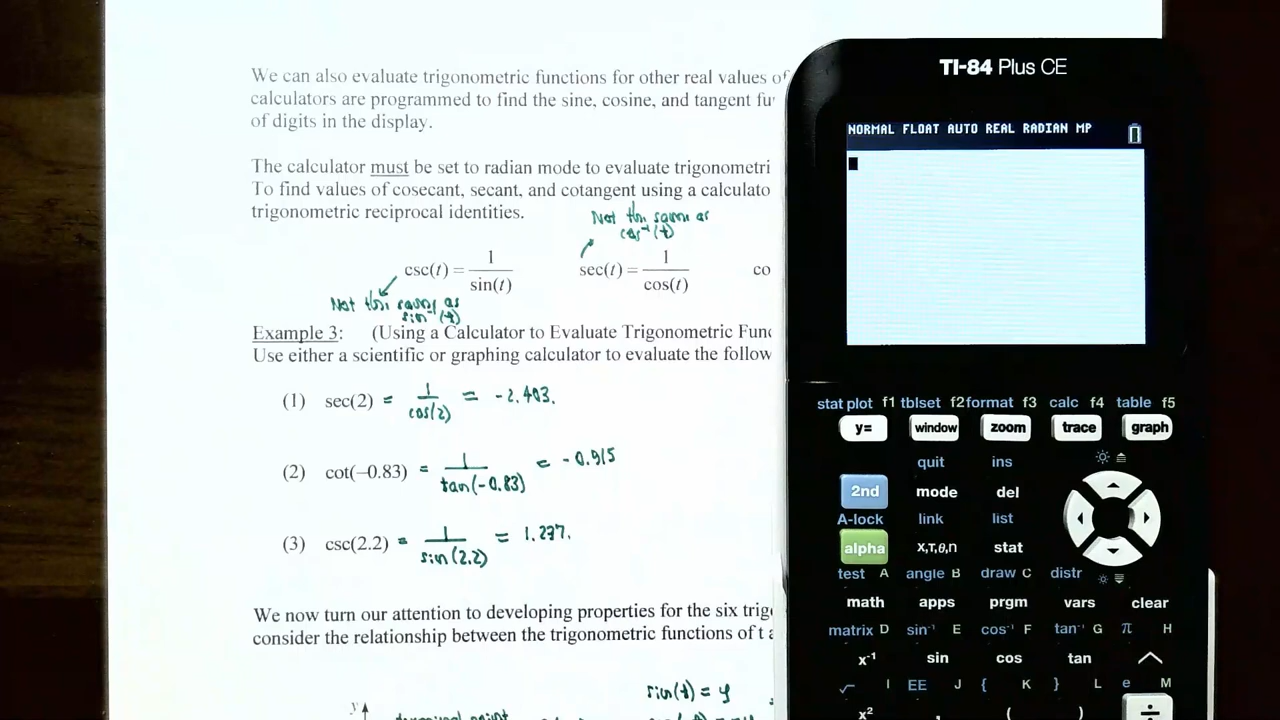 We can also evaluate trigonometric functions for other real values of
calculators are programmed to find the sine, cosine, and tangent fu
of digits in the display.
The calculator must be set to radian mode to evaluate trigonometri
To find values of cosecant, secant, and cotangent using a calculato
trigonometric reciprocal identities.
Not the same as
cos⁻¹(t)
csc(t) = 1/sin(t) sec(t) = 1/cos(t) co
Not the same as
sin⁻¹(t)
Example 3: (Using a Calculator to Evaluate Trigonometric Func
Use either a scientific or graphing calculator to evaluate the follow
(1) sec(2) = 1/cos(2) = -2.403.
(2) cot(−0.83) = 1/tan(-0.83) = -0.915
(3) csc(2.2) = 1/sin(2.2) = 1.237.
We now turn our attention to developing properties for the six trig
consider the relationship between the trigonometric functions of t a
sin(t) = y
y
terminal point
TI-84 Plus CE
NORMAL FLOAT AUTO REAL RADIAN MP
stat plot f1 tblset f2 format f3 calc f4 table f5
y= window zoom trace graph
quit ins
2nd mode del
A-lock link list
alpha X,T,θ,n stat
test A angle B draw C distr
math apps prgm vars clear
matrix D sin⁻¹ E cos⁻¹ F tan⁻¹ G π H
x⁻¹ sin cos tan ^
√ I EE J { K } L e M
x² , ( ) ÷